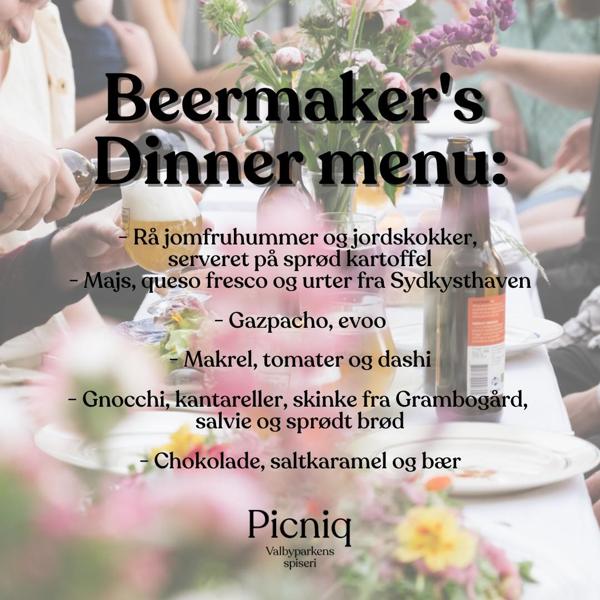 Beermaker's
Dinner menu:
- Rå jomfruhummer og jordskokker,
serveret på sprød kartoffel
- Majs, queso fresco og urter fra Sydkysthaven
- Gazpacho, evoo
- Makrel, tomater og dashi
- Gnocchi, kantareller, skinke fra Grambogård,
salvie og sprødt brød
- Chokolade, saltkaramel og bær
Picniq
Valbyparkens
spiseri